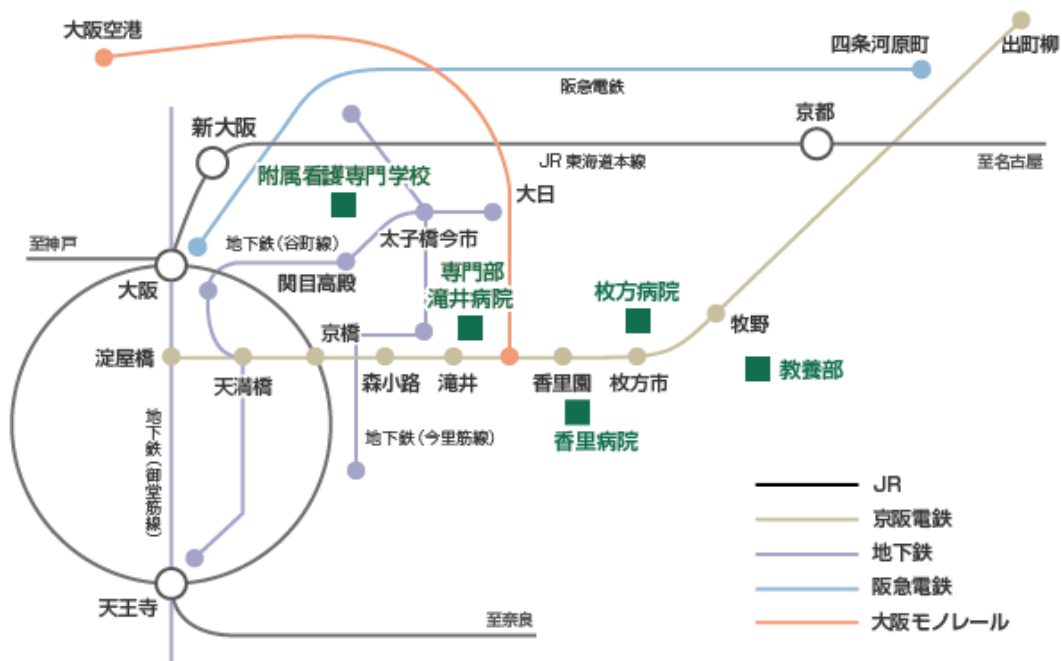 大阪空港
四条河原町
出町柳
阪急電鉄
京都
新大阪
JR東海道本線
至名古屋
附属看護専門学校
大日
至神戸
地下鉄(谷町線)
太子橋今市
関目高殿
専門部
滝井病院
枚方病院
大阪
京橋
牧野
淀屋橋
天満橋
森小路
滝井
香里園
枚方市
教養部
地下鉄(御堂筋線)
地下鉄(今里筋線)
香里病院
JR
京阪電鉄
地下鉄
阪急電鉄
大阪モノレール
天王寺
至奈良